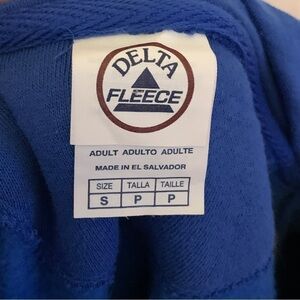 DELTA
FLEECE
ADULT ADULTO ADULTE
MADE IN EL SALVADOR
SIZE TALLA TAILLE
S P P